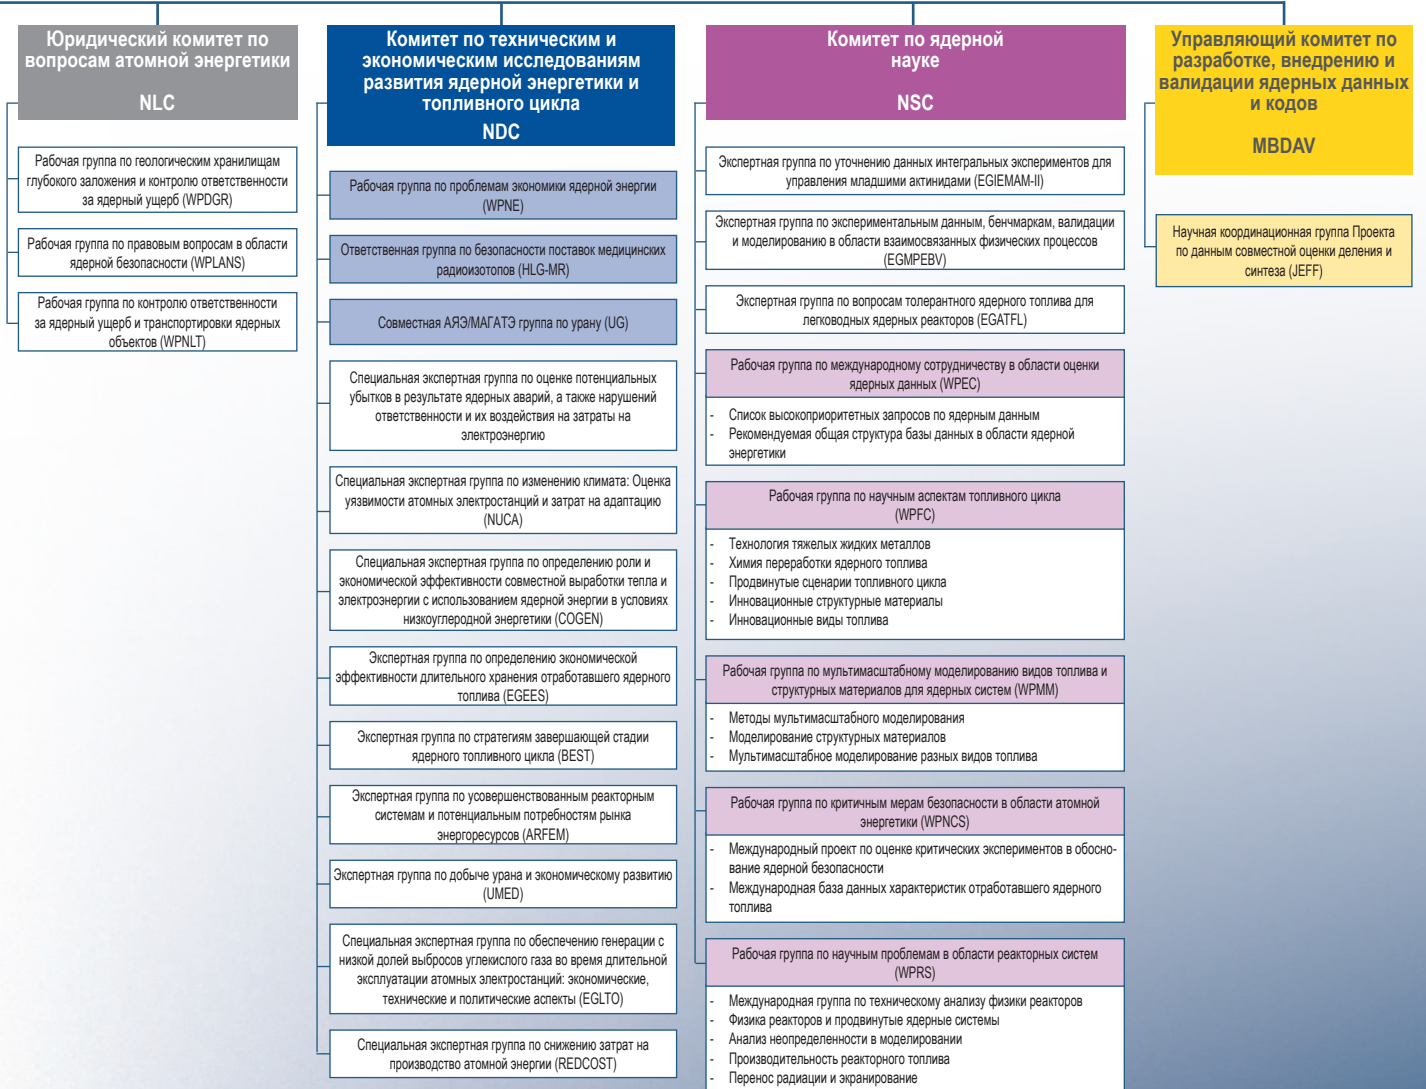 Юридический комитет по
вопросам атомной энергетики
NLC
Рабочая группа по геологическим хранилищам
глубокого заложения и контролю ответственности
за ядерный ущерб (WPDGR)
Рабочая группа по правовым вопросам в области
ядерной безопасности (WPLANS)
Рабочая группа по контролю ответственности
за ядерный ущерб и транспортировки ядерных
объектов (WPNLT)
Комитет по техническим и
экономическим исследованиям
развития ядерной энергетики и
топливного цикла
NDC
Рабочая группа по проблемам экономики ядерной энергии
(WPNE)
Ответственная группа по безопасности поставок медицинских
радиоизотопов (HLG-MR)
Совместная АЯЭ/МАГАТЭ группа по урану (UG)
Специальная экспертная группа по оценке потенциальных
убытков в результате ядерных аварий, а также нарушений
ответственности и их воздействия на затраты на
электроэнергию
Специальная экспертная группа по изменению климата: Оценка
уязвимости атомных электростанций и затрат на адаптацию
(NUCA)
Специальная экспертная группа по определению роли и
экономической эффективности совместной выработки тепла и
электроэнергии с использованием ядерной энергии в условиях
низкоуглеродной энергетики (COGEN)
Экспертная группа по определению экономической
эффективности длительного хранения отработавшего ядерного
топлива (EGEES)
Экспертная группа по стратегиям завершающей стадии
ядерного топливного цикла (BEST)
Экспертная группа по усовершенствованным реакторным
системам и потенциальным потребностям рынка
энергоресурсов (ARFEM)
Экспертная группа по добыче урана и экономическому развитию
(UMED)
Специальная экспертная группа по обеспечению генерации с
низкой долей выбросов углекислого газа во время длительной
эксплуатации атомных электростанций: экономические,
технические и политические аспекты (EGLTO)
Специальная экспертная группа по снижению затрат на
производство атомной энергии (REDCOST)
Комитет по ядерной
науке
NSC
Экспертная группа по уточнению данных интегральных экспериментов для
управления младшими актинидами (EGIEMAM-II)
Экспертная группа по экспериментальным данным, бенчмаркам, валидации
и моделированию в области взаимосвязанных физических процессов
(EGMPEBV)
Экспертная группа по вопросам толерантного ядерного топлива для
легководных ядерных реакторов (EGATFL)
Рабочая группа по международному сотрудничеству в области оценки
ядерных данных (WPEC)
- Список высокоприоритетных запросов по ядерным данным
- Рекомендуемая общая структура базы данных в области ядерной
энергетики
Рабочая группа по научным аспектам топливного цикла
(WPFC)
- Технология тяжелых жидких металлов
- Химия переработки ядерного топлива
- Продвинутые сценарии топливного цикла
- Инновационные структурные материалы
- Инновационные виды топлива
Рабочая группа по мультимасштабному моделированию видов топлива и
структурных материалов для ядерных систем (WPMM)
- Методы мультимасштабного моделирования
- Моделирование структурных материалов
- Мультимасштабное моделирование разных видов топлива
Рабочая группа по критичным мерам безопасности в области атомной
энергетики (WPNCS)
- Международный проект по оценке критических экспериментов в обосно-
вание ядерной безопасности
- Международная база данных характеристик отработавшего ядерного
топлива
Рабочая группа по научным проблемам в области реакторных систем
(WPRS)
- Международная группа по техническому анализу физики реакторов
- Физика реакторов и продвинутые ядерные системы
- Анализ неопределенности в моделировании
- Производительность реакторного топлива
- Перенос радиации и экранирование
Управляющий комитет по
разработке, внедрению и
валидации ядерных данных
и кодов
MBDAV
Научная координационная группа Проекта
по данным совместной оценки деления и
синтеза (JEFF)